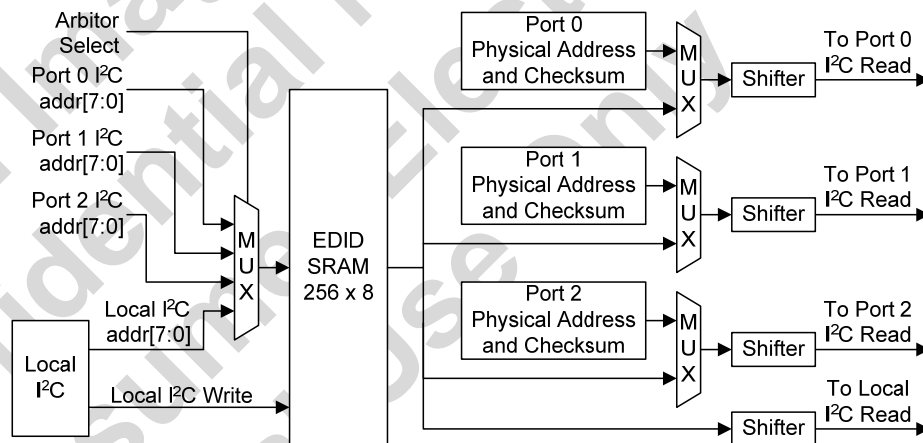 Arbitor
Select
Port 0 I²C
addr[7:0]
Port 1 I²C
addr[7:0]
Port 2 I²C
addr[7:0]
Local I²C
addr[7:0]
Local
I²C
Local I²C Write
M
U
X
EDID
SRAM
256 x 8
Port 0
Physical Address
and Checksum
M
U
X
Shifter
To Port 0
I²C Read
Port 1
Physical Address
and Checksum
M
U
X
Shifter
To Port 1
I²C Read
Port 2
Physical Address
and Checksum
M
U
X
Shifter
To Port 2
I²C Read
Shifter
To Local
I²C Read
Only
Use